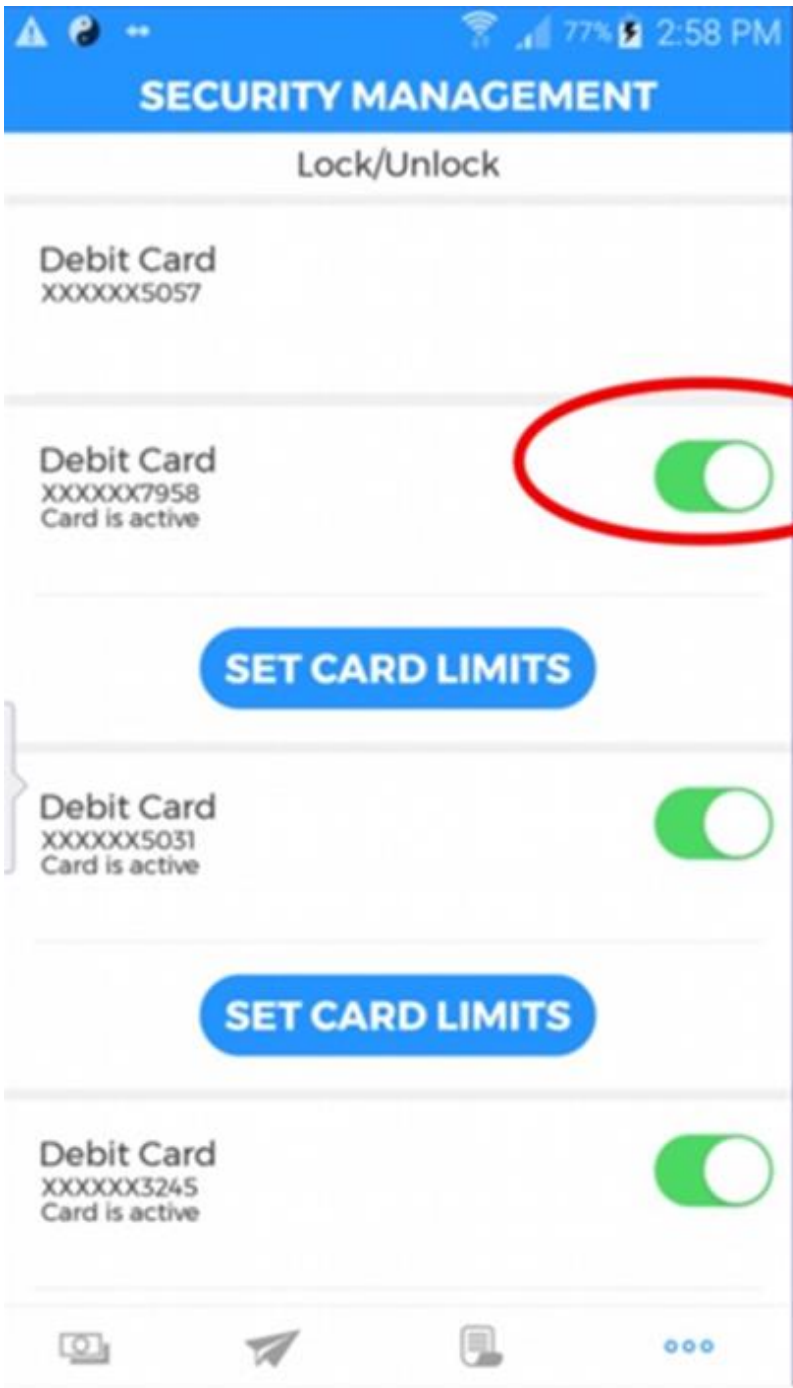 77% 2:58 PM
SECURITY MANAGEMENT
Lock/Unlock
Debit Card
XXXXXX5057
Debit Card
XXXXXX7958
Card is active
SET CARD LIMITS
Debit Card
XXXXXX5031
Card is active
SET CARD LIMITS
Debit Card
XXXXXX3245
Card is active